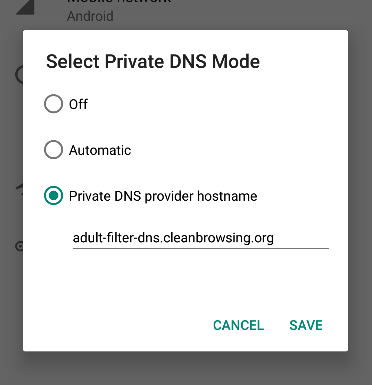 Mobile network
Android
Select Private DNS Mode
Off
Automatic
Private DNS provider hostname
adult-filter-dns.cleanbrowsing.org
CANCEL
SAVE